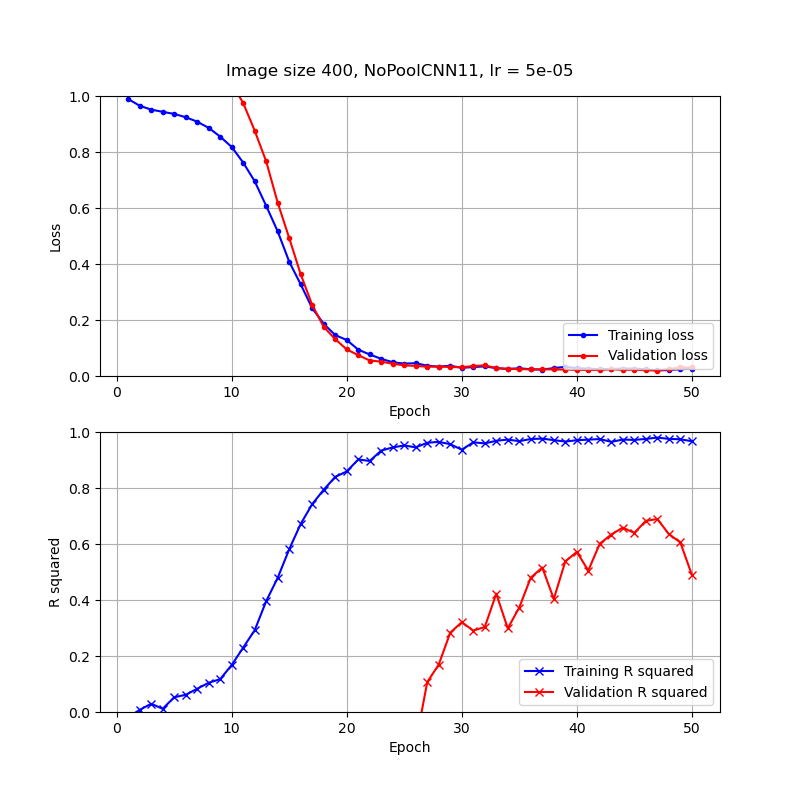 Image size 400, NoPoolCNN11, lr = 5e-05
1.0
0.8
0.6
0.4
0.2
0.0
Loss
Training loss
Validation loss
0 10 20 30 40 50
Epoch
1.0
0.8
0.6
0.4
0.2
0.0
R squared
Training R squared
Validation R squared
0 10 20 30 40 50
Epoch